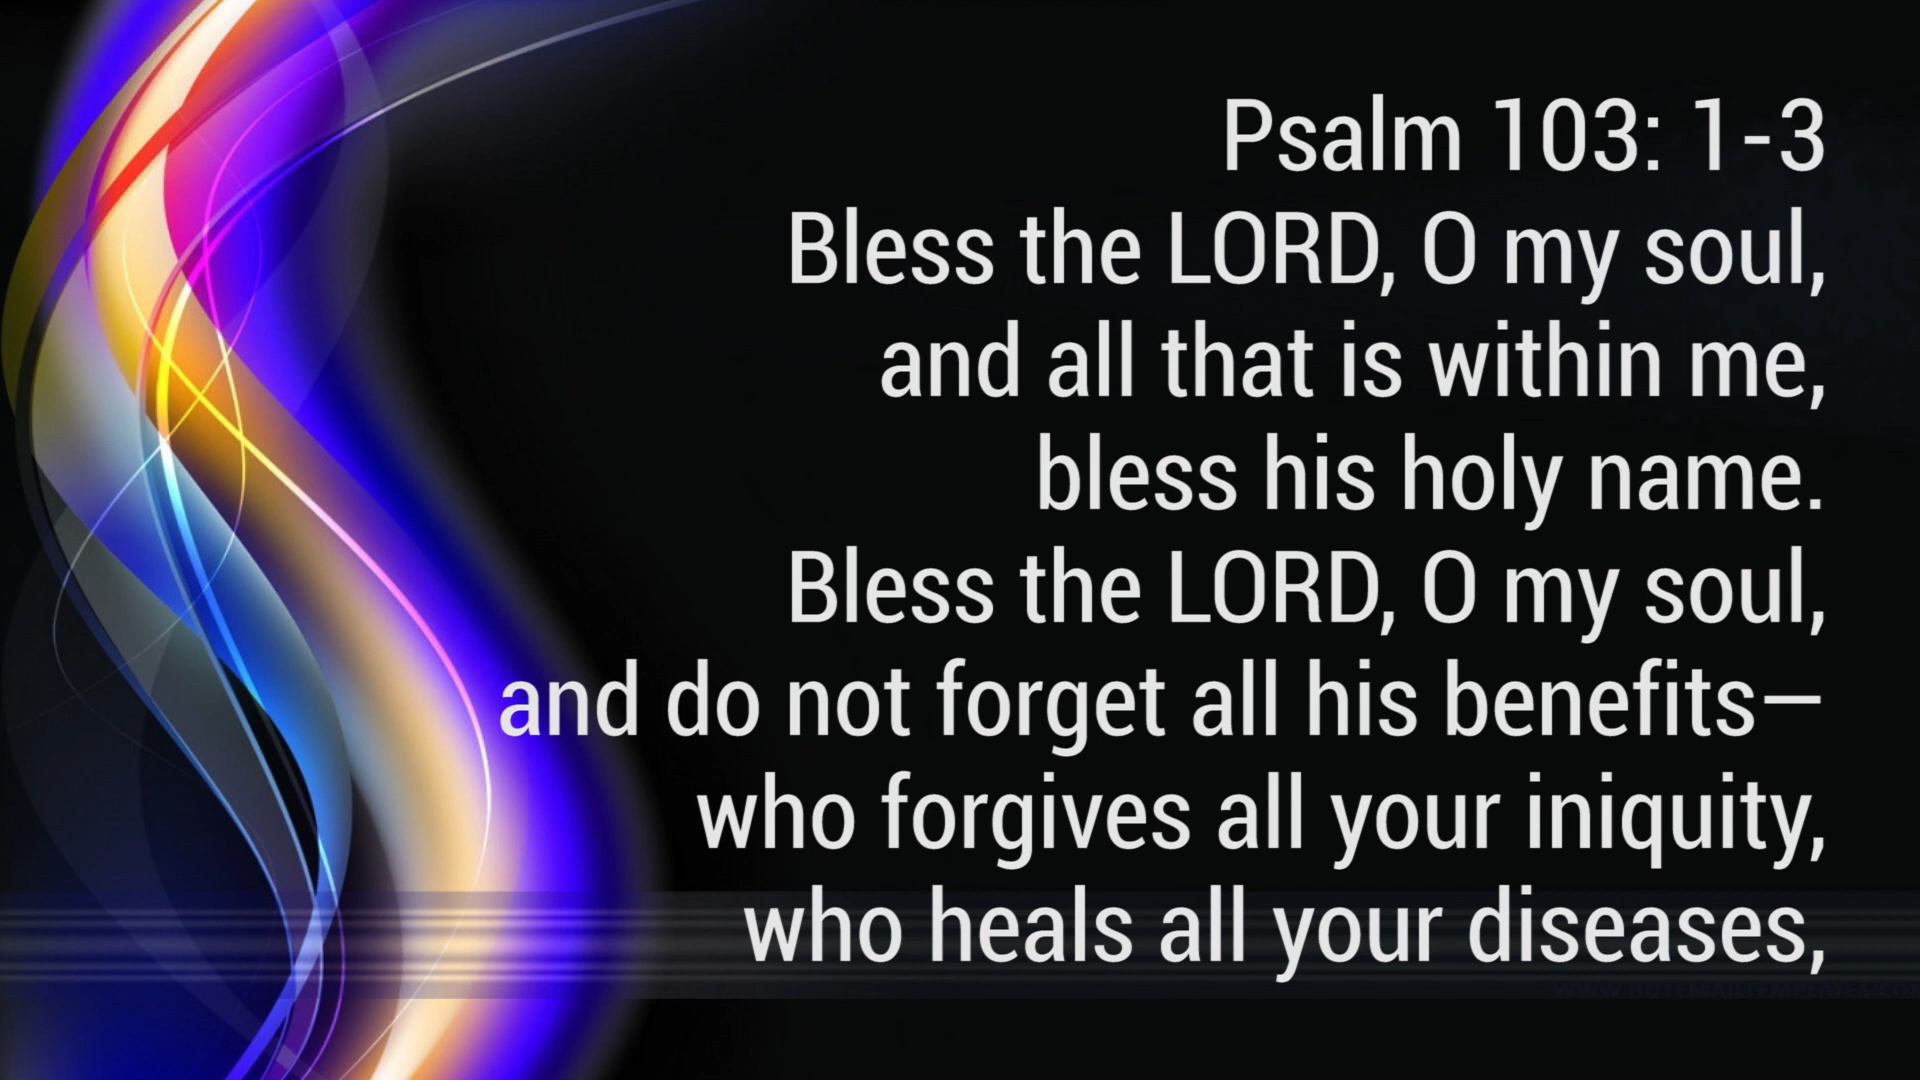 Psalm 103: 1-3
Bless the LORD, O my soul,
and all that is within me,
bless his holy name.
Bless the LORD, O my soul,
and do not forget all his benefits—
who forgives all your iniquity,
who heals all your diseases,